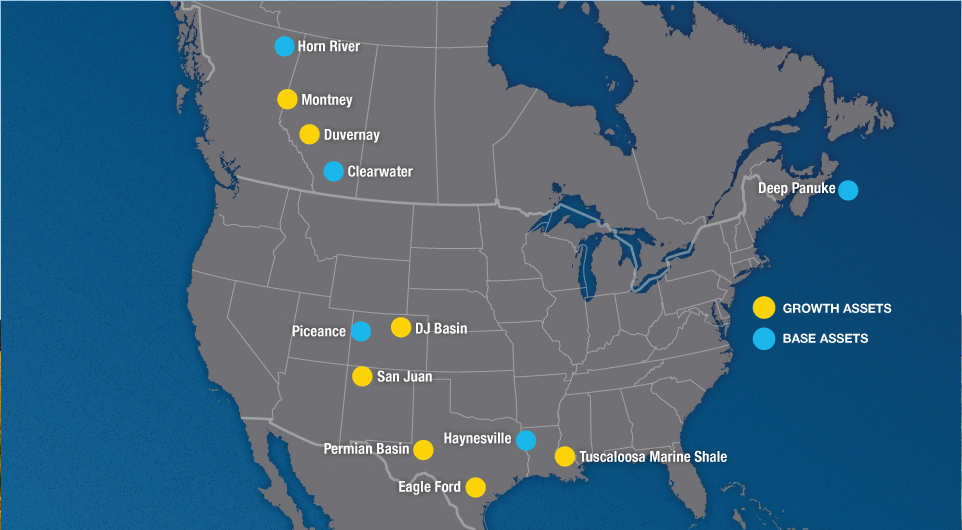 Horn River
Montney
Duvernay
Clearwater
Deep Panuke
GROWTH ASSETS
BASE ASSETS
Piceance
DJ Basin
San Juan
Haynesville
Permian Basin
Tuscaloosa Marine Shale
Eagle Ford